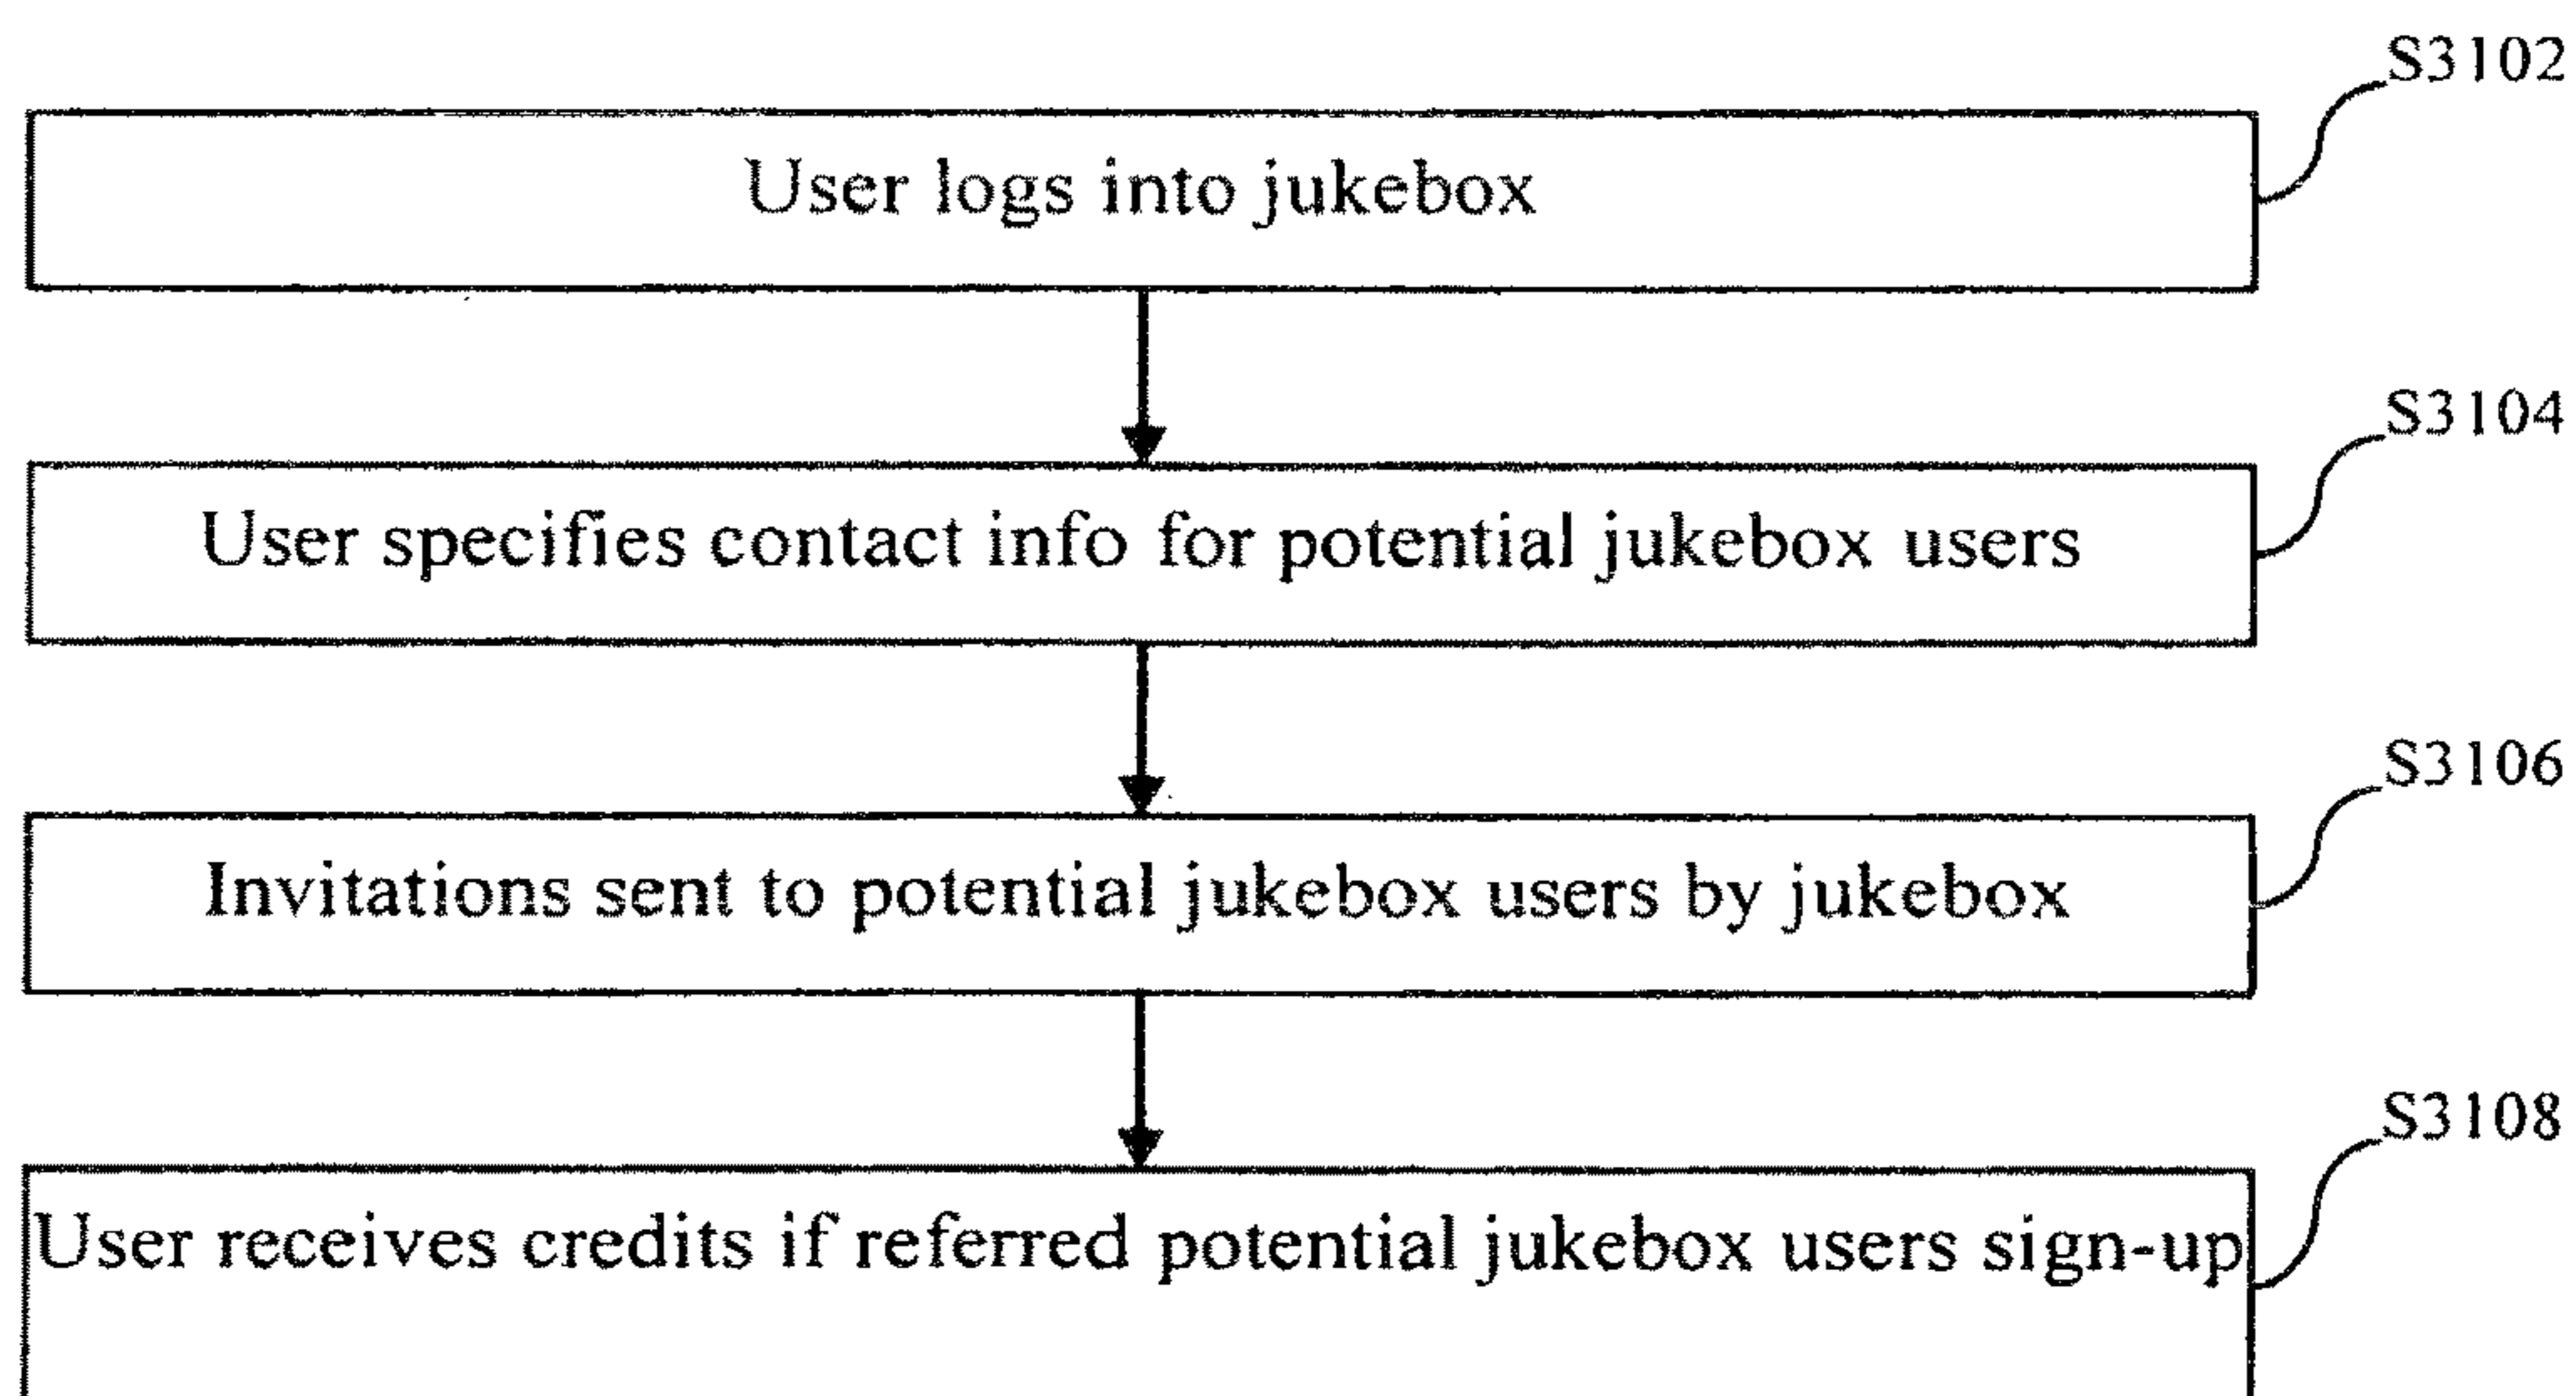 S3102
User logs into jukebox
S3104
User specifies contact info for potential jukebox users
S3106
Invitations sent to potential jukebox users by jukebox
S3108
User receives credits if referred potential jukebox users sign-up